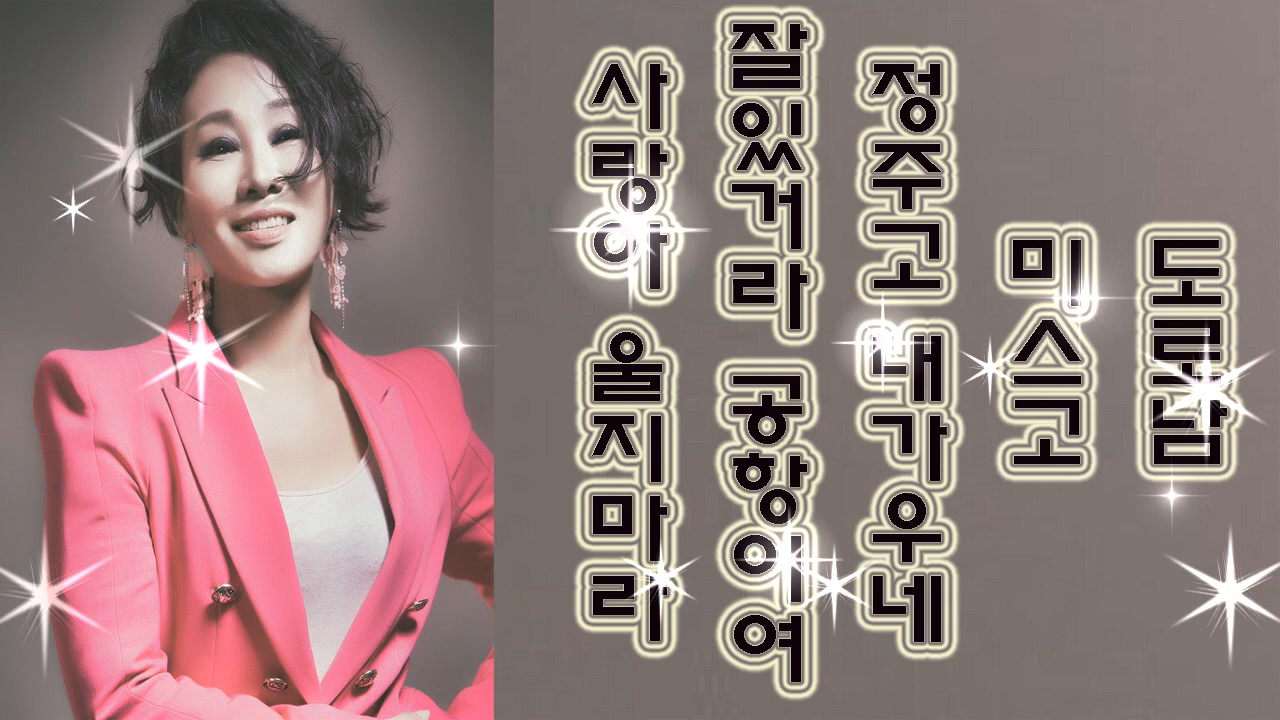 사랑아 울지마라
잘있거라 공항이여
정주고 내가우네
미스고
도로남